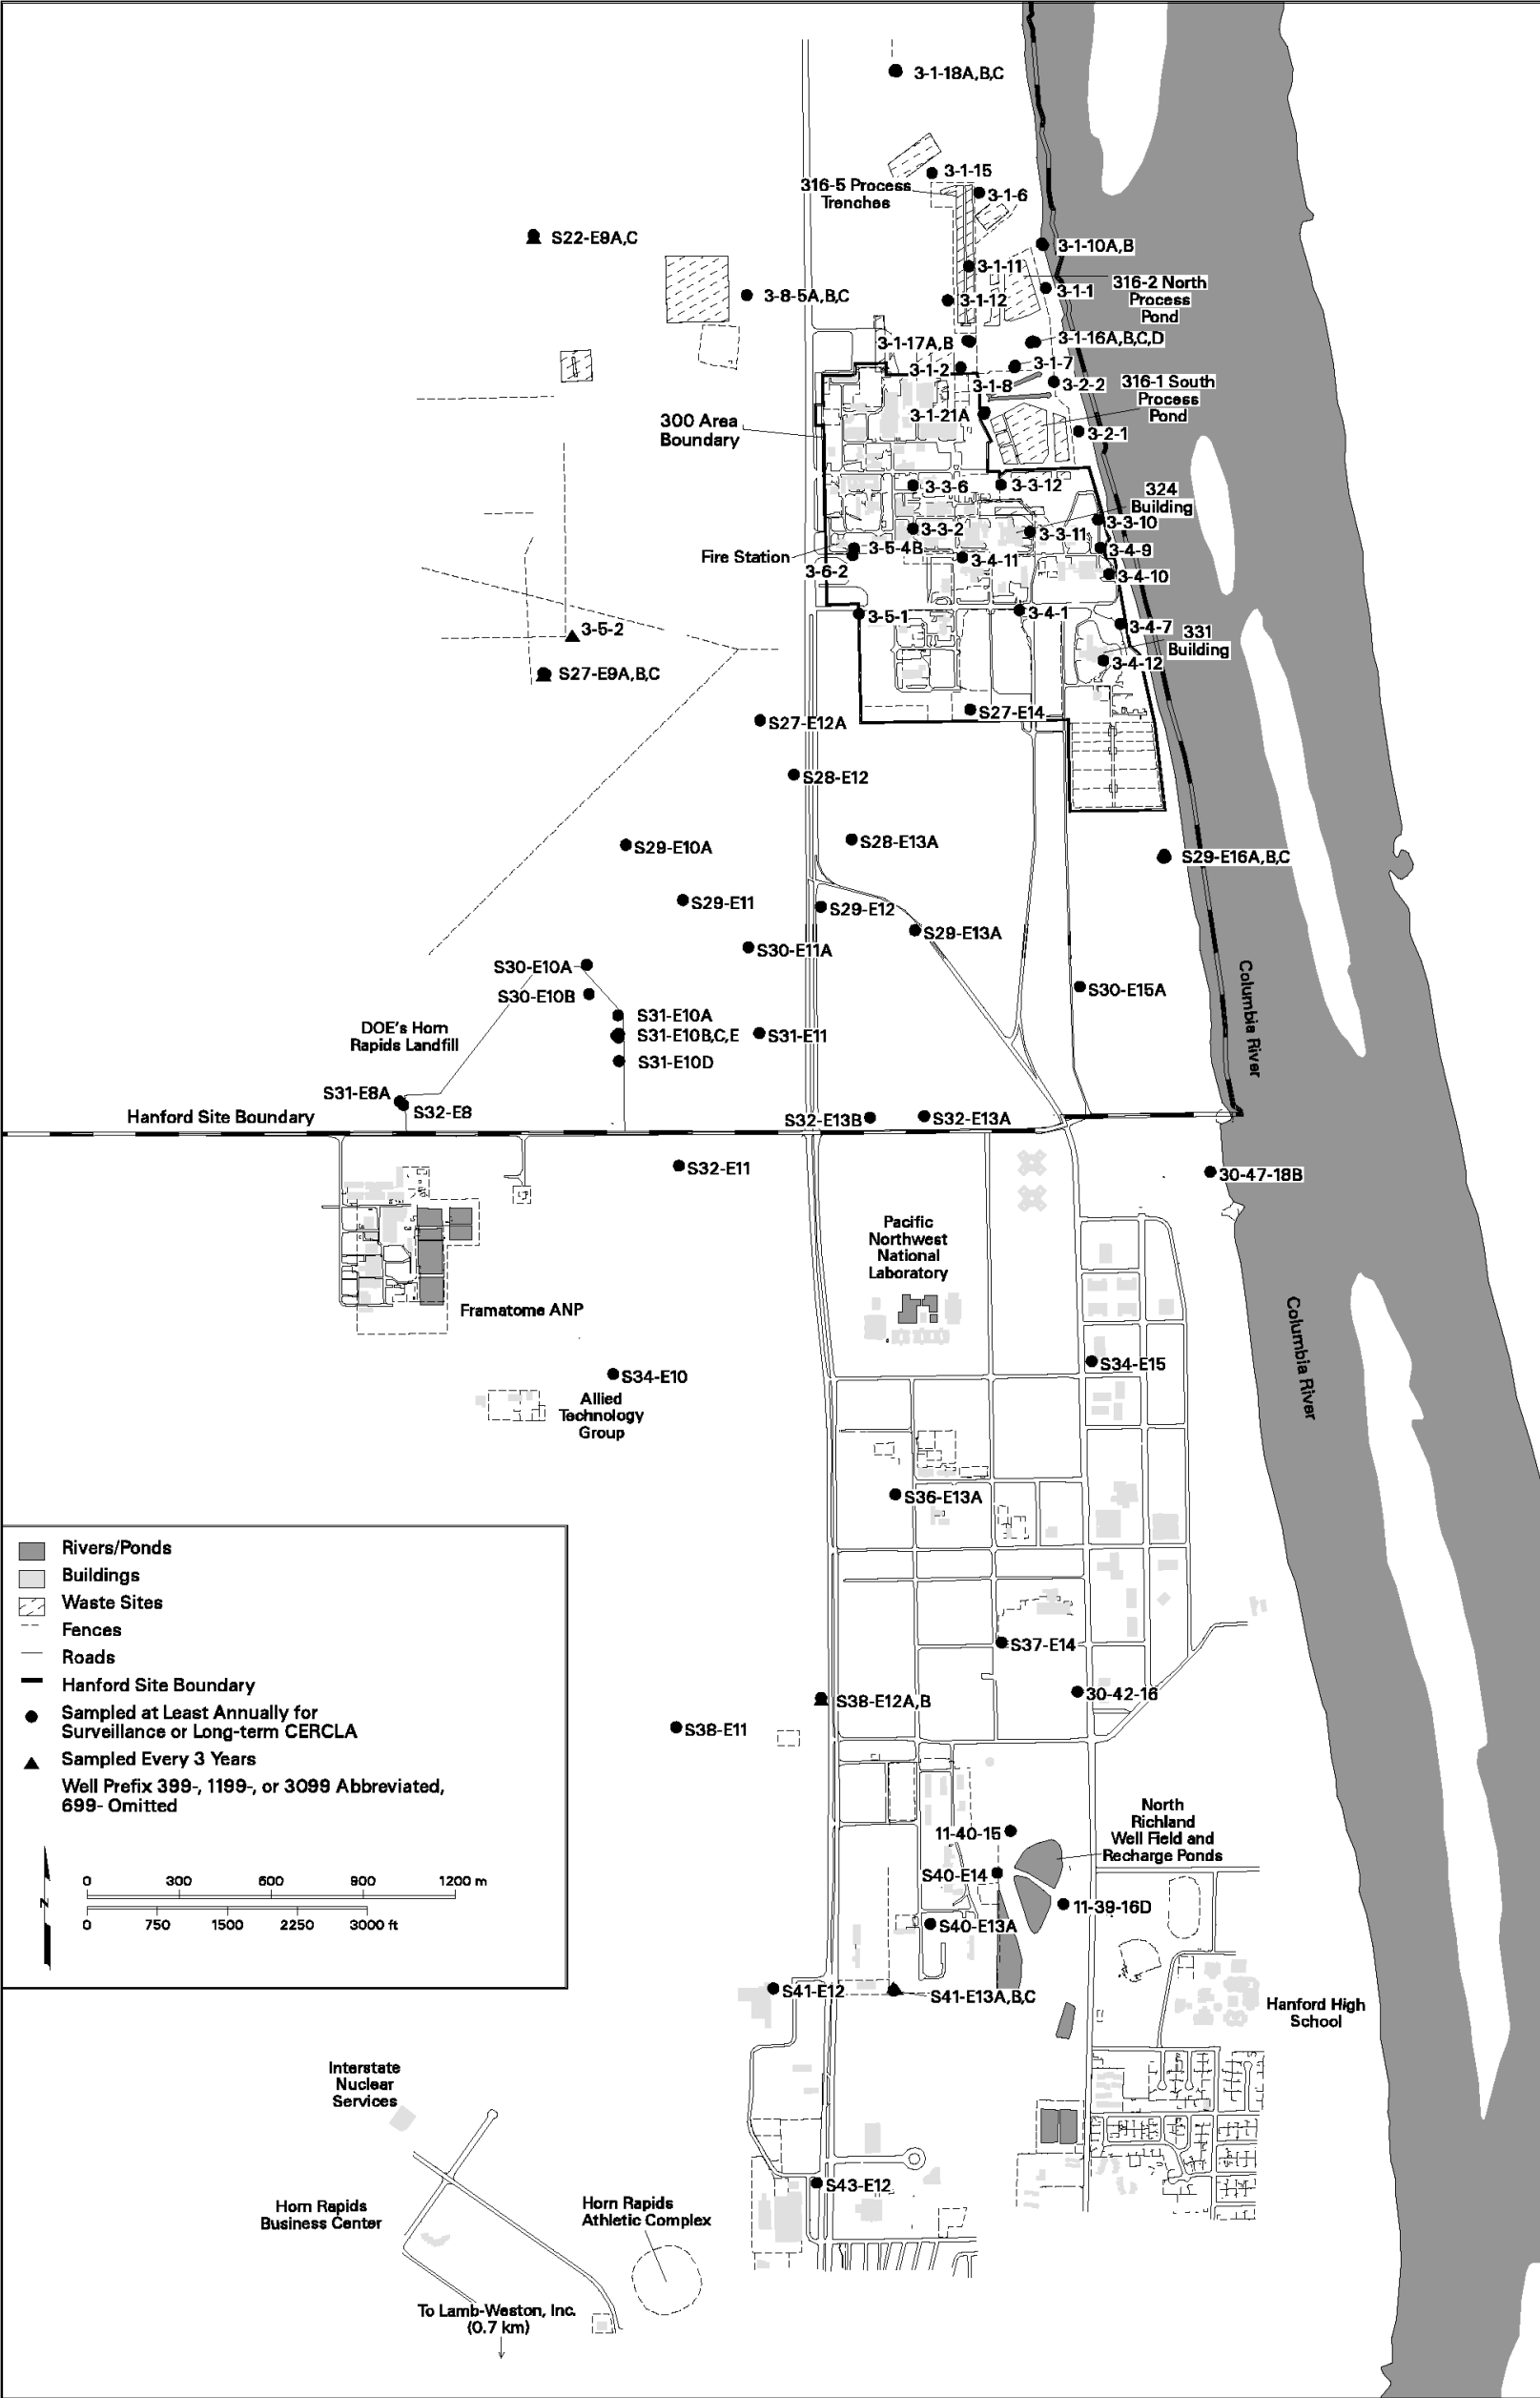 3-1-18A,B,C
3-1-15
316-5 Process
Trenches
3-1-6
S22-E9A,C
3-1-10A,B
3-1-11
316-2 North
Process
Pond
3-8-5A,B,C
3-1-1
3-1-12
3-1-17A,B
3-1-16A,B,C,D
3-1-2
3-1-7
3-1-8
3-2-2
316-1 South
Process
Pond
300 Area
Boundary
3-1-21A
3-2-1
3-3-6
3-3-12
324
Building
3-3-10
3-3-2
3-3-11
Fire Station
3-5-4B
3-4-9
3-6-2
3-4-11
3-4-10
3-5-1
3-4-1
3-4-7
331
Building
3-5-2
3-4-12
S27-E9A,B,C
S27-E14
S27-E12A
S28-E12
S29-E10A
S28-E13A
S29-E16A,B,C
S29-E11
S29-E12
S29-E13A
S30-E11A
S30-E10A
S30-E10B
S30-E15A
Columbia River
S31-E10A
DOE's Horn
Rapids Landfill
S31-E10B,C,E
S31-E11
S31-E10D
S31-E8A
S32-E8
Hanford Site Boundary
S32-E13B
S32-E13A
S32-E11
30-47-18B
Pacific
Northwest
National
Laboratory
Framatome ANP
Columbia River
S34-E15
S34-E10
Allied
Technology
Group
S36-E13A
Rivers/Ponds
Buildings
Waste Sites
Fences
Roads
Hanford Site Boundary
Sampled at Least Annually for
Surveillance or Long-term CERCLA
Sampled Every 3 Years
Well Prefix 399-, 1199-, or 3099 Abbreviated,
699- Omitted
0 300 600 900 1200 m
N
0 750 1500 2250 3000 ft
S37-E14
30-42-16
S38-E12A,B
S38-E11
North
Richland
Well Field and
Recharge Ponds
11-40-15
S40-E14
11-39-16D
S40-E13A
S41-E12
S41-E13A,B,C
Hanford High
School
Interstate
Nuclear
Services
S43-E12
Horn Rapids
Business Center
Horn Rapids
Athletic Complex
To Lamb-Weston, Inc.
(0.7 km)